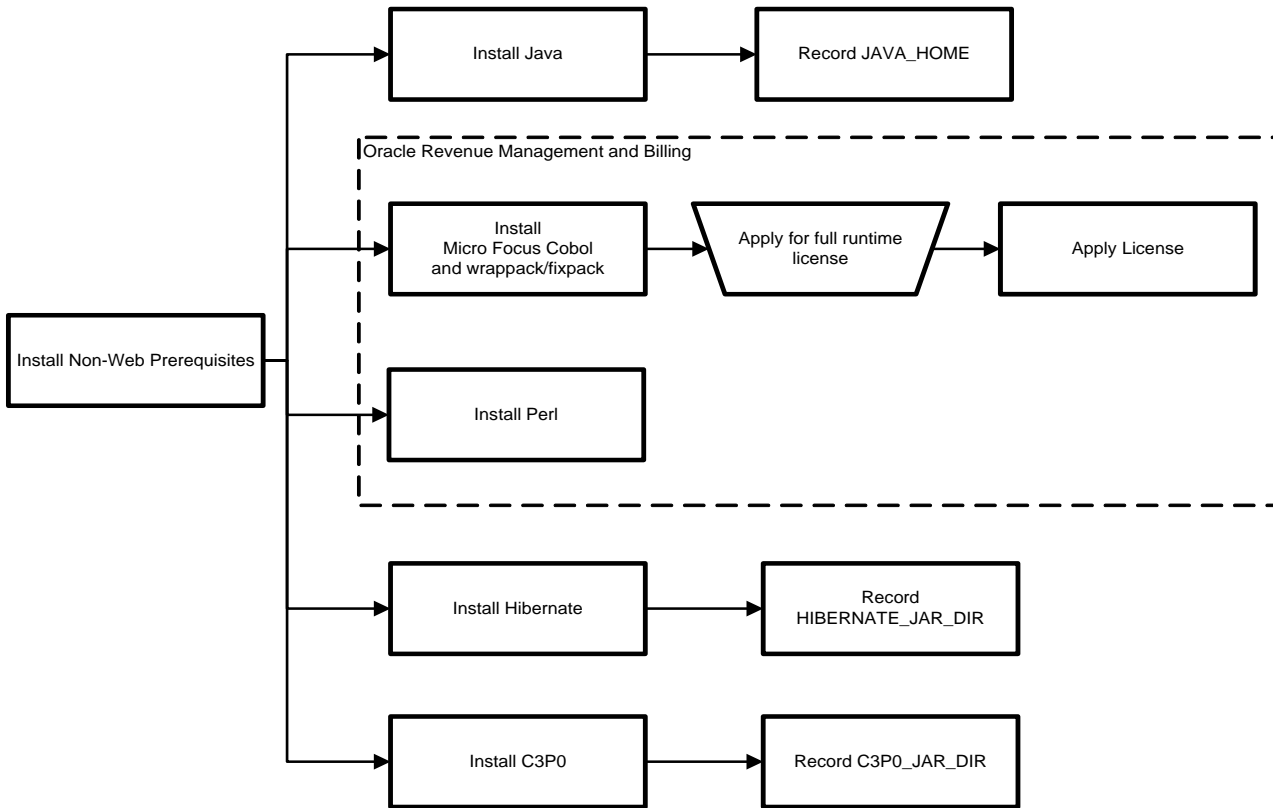 Install Java
Record JAVA_HOME
Oracle Revenue Management and Billing
Install
Micro Focus Cobol
and wrappack/fixpack
Apply for full runtime
license
Apply License
Install Non-Web Prerequisites
Install Perl
Install Hibernate
Record
HIBERNATE_JAR_DIR
Install C3P0
Record C3P0_JAR_DIR